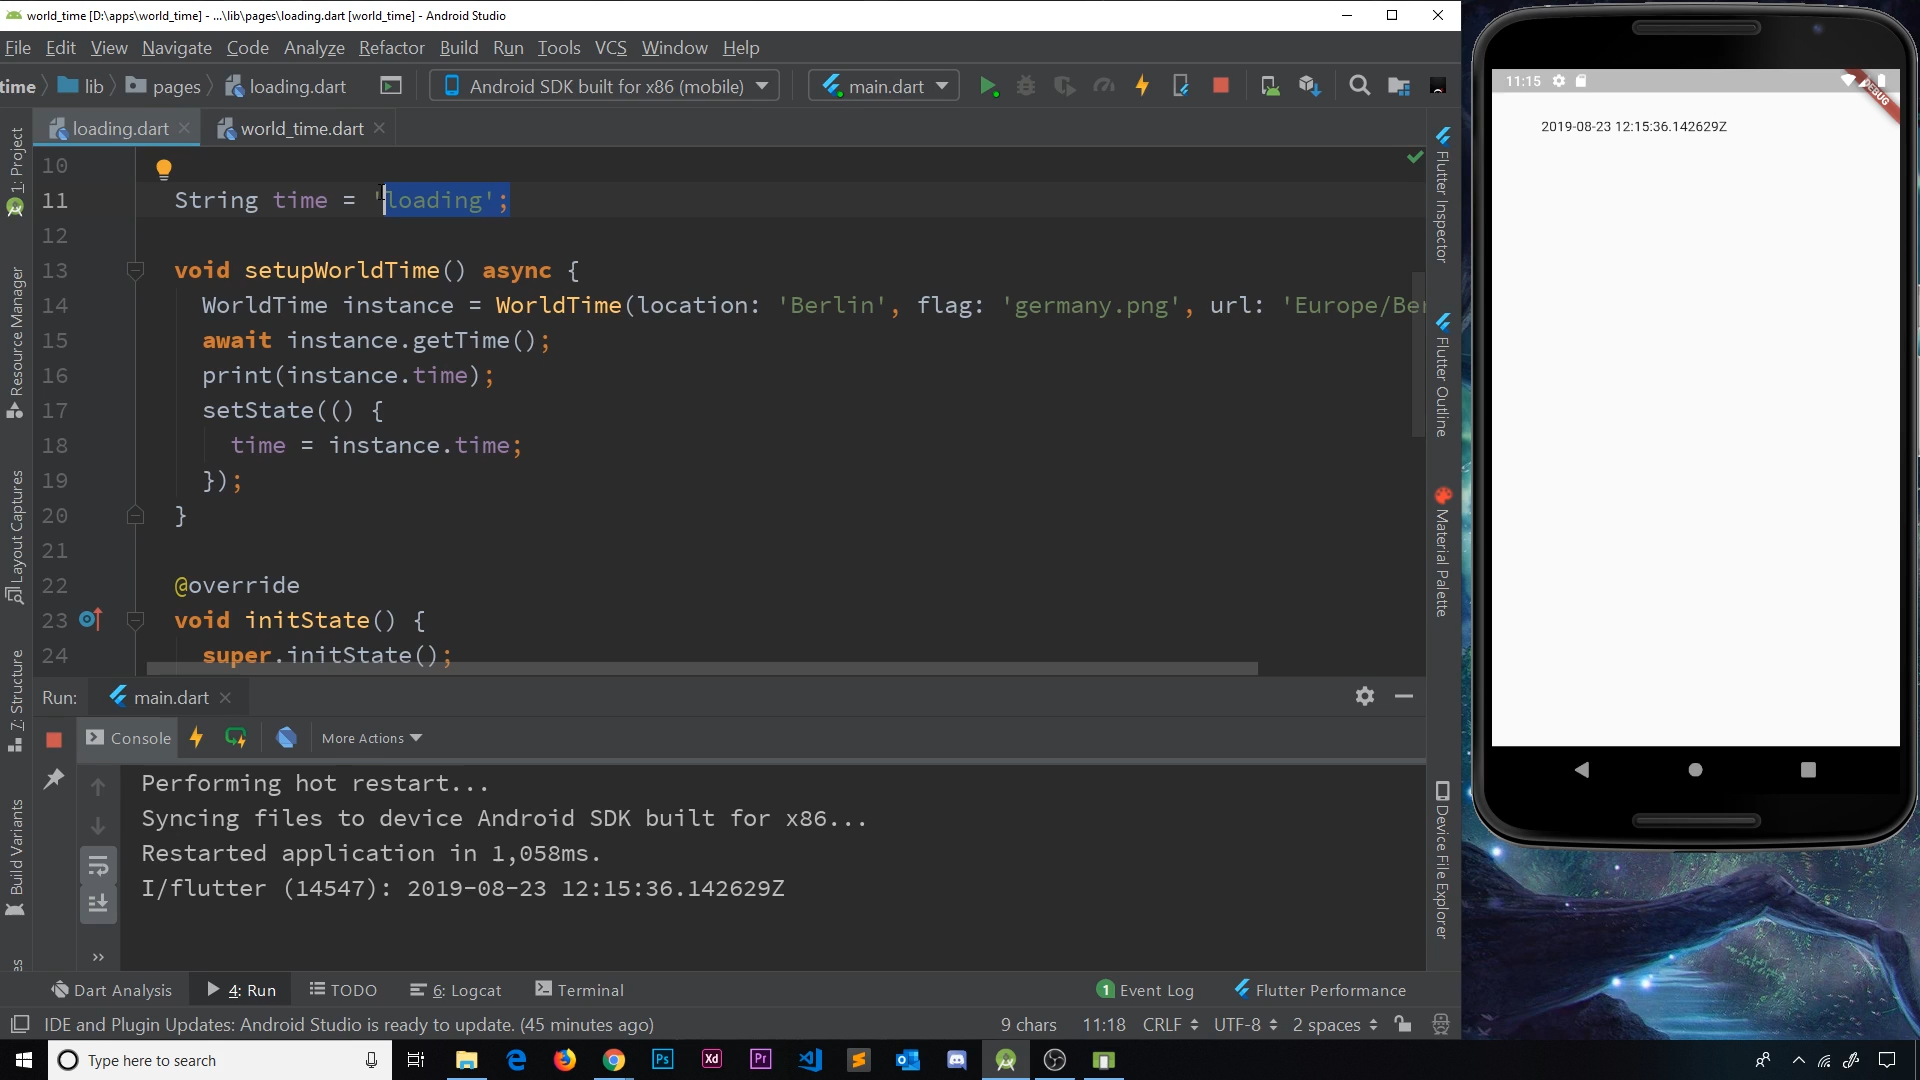 world_time [D:\apps\world_time] - ...\lib\pages\loading.dart [world_time] - Android Studio
File Edit View Navigate Code Analyze Refactor Build Run Tools VCS Window Help
time lib pages loading.dart Android SDK built for x86 (mobile) main.dart
loading.dart world_time.dart
10
11 String time = 'loading';
12
13 void setupWorldTime() async {
14 WorldTime instance = WorldTime(location: 'Berlin', flag: 'germany.png', url: 'Europe/Ber
15 await instance.getTime();
16 print(instance.time);
17 setState(() {
18 time = instance.time;
19 });
20 }
21
22 @override
23 void initState() {
24 super.initState();
1: Project
Resource Manager
Layout Captures
Z: Structure
Build Variants
es
Flutter Inspector
Flutter Outline
Material Palette
Device File Explorer
Run: main.dart
Console More Actions
Performing hot restart...
Syncing files to device Android SDK built for x86...
Restarted application in 1,058ms.
I/flutter (14547): 2019-08-23 12:15:36.142629Z
Dart Analysis 4: Run TODO 6: Logcat Terminal 1 Event Log Flutter Performance
IDE and Plugin Updates: Android Studio is ready to update. (45 minutes ago) 9 chars 11:18 CRLF UTF-8 2 spaces
Type here to search Ps Xd Pr
11:15
DEBUG
2019-08-23 12:15:36.142629Z